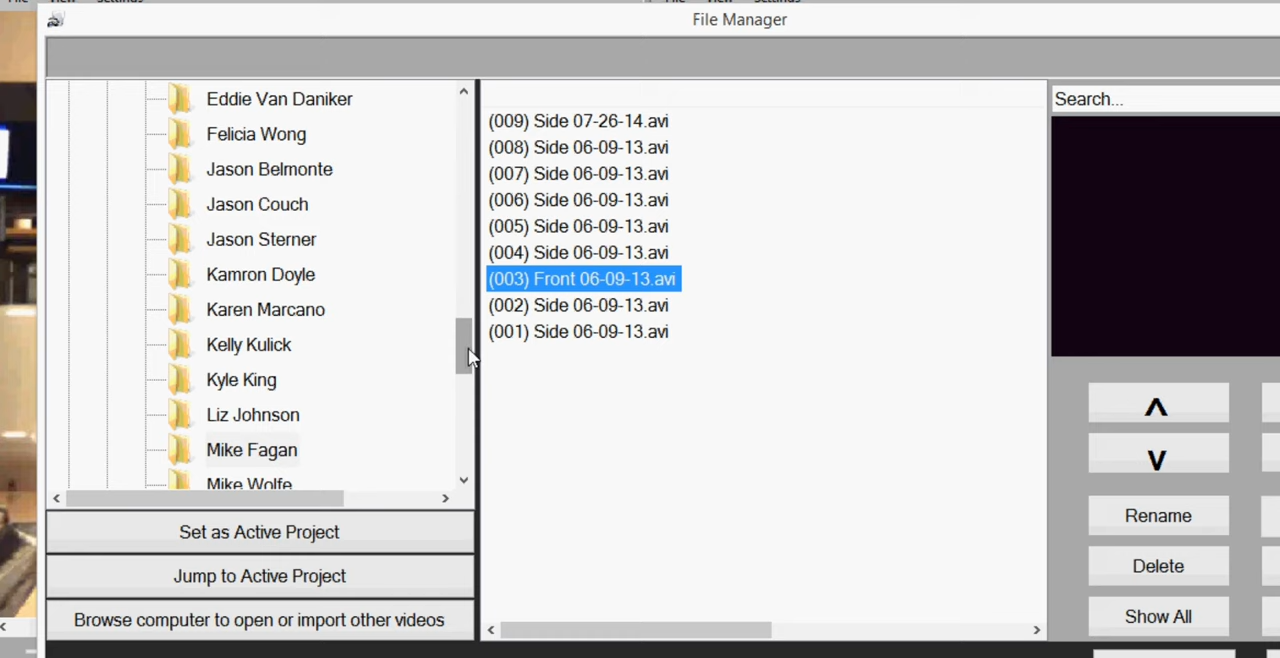 File Manager
Eddie Van Daniker
Felicia Wong
Jason Belmonte
Jason Couch
Jason Sterner
Kamron Doyle
Karen Marcano
Kelly Kulick
Kyle King
Liz Johnson
Mike Fagan
Mike Wolfe
Set as Active Project
Jump to Active Project
Browse computer to open or import other videos
(009) Side 07-26-14.avi
(008) Side 06-09-13.avi
(007) Side 06-09-13.avi
(006) Side 06-09-13.avi
(005) Side 06-09-13.avi
(004) Side 06-09-13.avi
(003) Front 06-09-13.avi
(002) Side 06-09-13.avi
(001) Side 06-09-13.avi
Search...
Rename
Delete
Show All